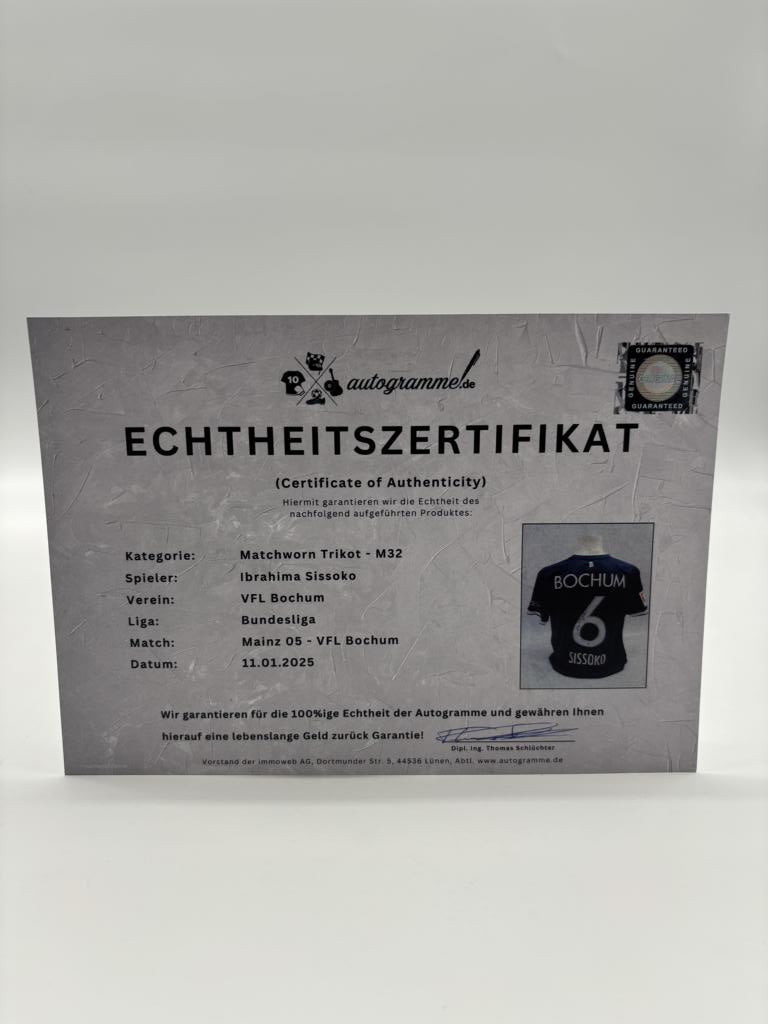 10
autogramme!.de
GUARANTEED
GENUINE
GENUINE
GUARANTEED
ECHTHEITSZERTIFIKAT
(Certificate of Authenticity)
Hiermit garantieren wir die Echtheit des
nachfolgend aufgeführten Produktes:
Kategorie: Matchworn Trikot - M32
Spieler: Ibrahima Sissoko
Verein: VFL Bochum
Liga: Bundesliga
Match: Mainz 05 - VFL Bochum
Datum: 11.01.2025
BOCHUM
6
SISSOKO
Wir garantieren für die 100%ige Echtheit der Autogramme und gewähren Ihnen
hierauf eine lebenslange Geld zurück Garantie!
Dipl. Ing. Thomas Schlüchter
Vorstand der immoweb AG, Dortmunder Str. 5, 44536 Lünen, Abtl. www.autogramme.de